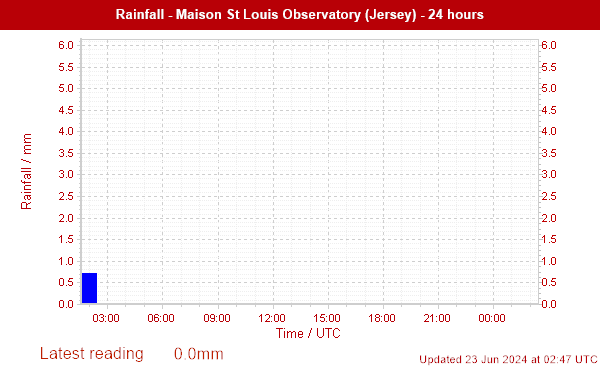 Rainfall - Maison St Louis Observatory (Jersey) - 24 hours
6.0 6.0
5.5 5.5
5.0 5.0
4.5 4.5
4.0 4.0
3.5 3.5
3.0 3.0
2.5 2.5
2.0 2.0
1.5 1.5
1.0 1.0
0.5 0.5
0.0 0.0
Rainfall / mm
03:00 06:00 09:00 12:00 15:00 18:00 21:00 00:00
Time / UTC
Latest reading 0.0mm
Updated 23 Jun 2024 at 02:47 UTC